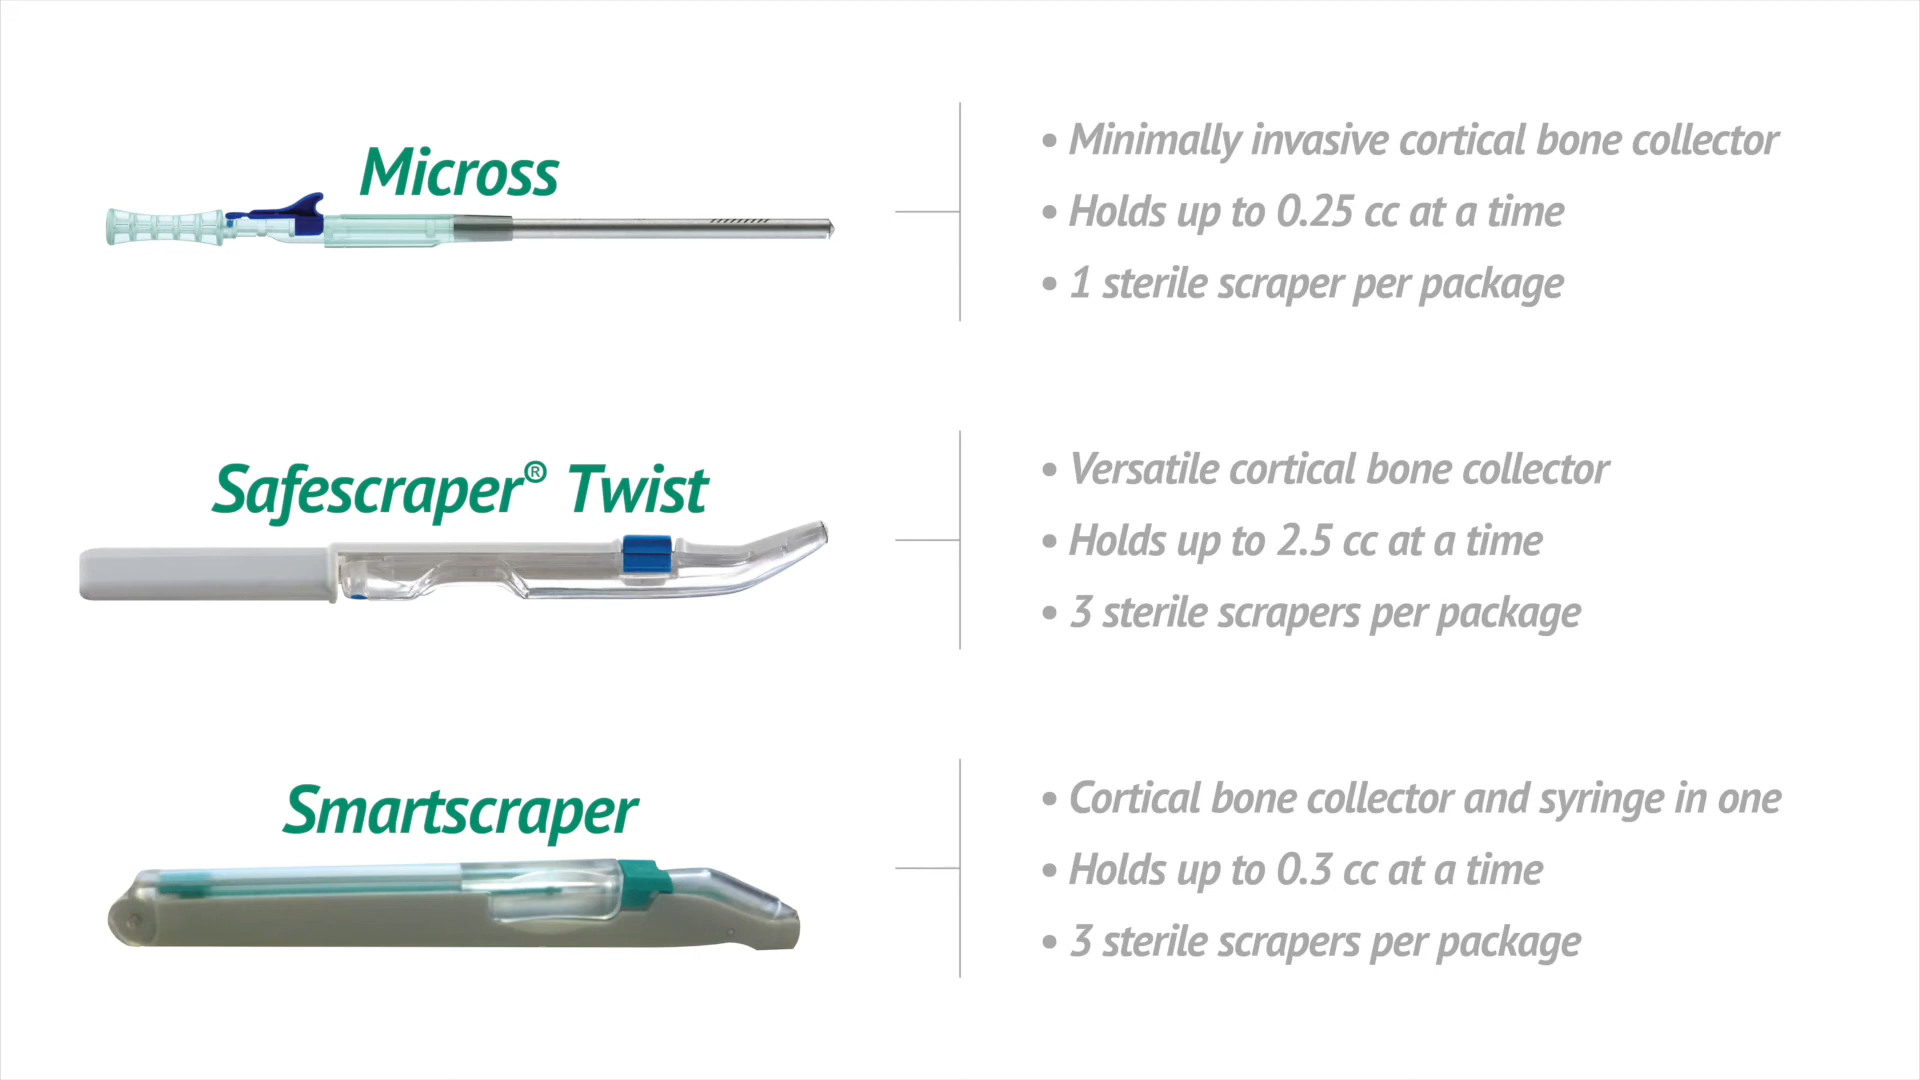 Micross
• Minimally invasive cortical bone collector
• Holds up to 0.25 cc at a time
• 1 sterile scraper per package
Safescraper® Twist
• Versatile cortical bone collector
• Holds up to 2.5 cc at a time
• 3 sterile scrapers per package
Smartscraper
• Cortical bone collector and syringe in one
• Holds up to 0.3 cc at a time
• 3 sterile scrapers per package